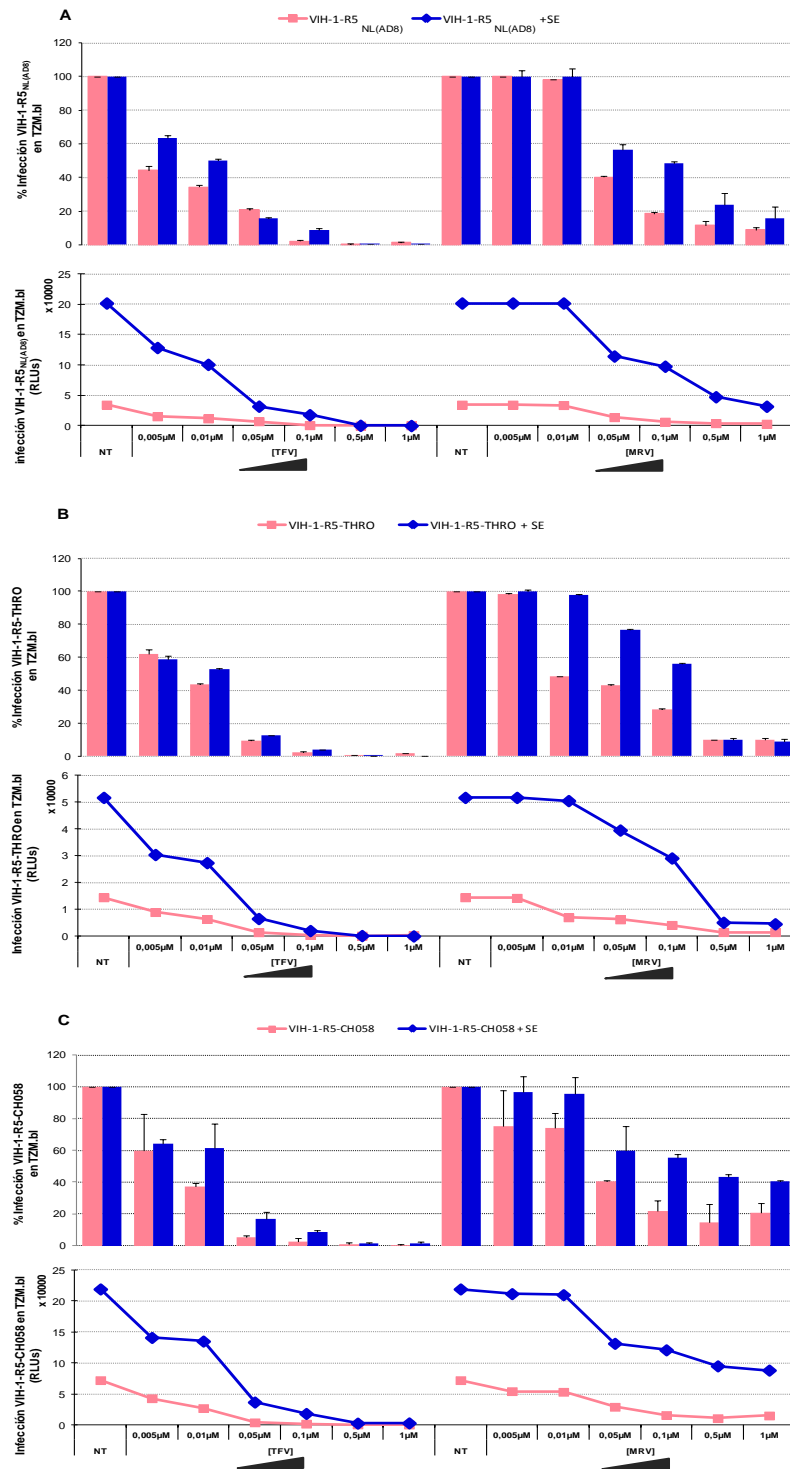 A
VIH-1-R5 NL(AD8)
VIH-1-R5 NL(AD8) +SE
% Infección VIH-1-R5NL(AD8)
en TZM.bl
120
100
80
60
40
20
0
infección VIH-1-R5NL(AD8) en TZM.bl
(RLUs)
x10000
25
20
15
10
5
0
NT 0,005µM 0,01µM 0,05µM 0,1µM 0,5µM 1µM NT 0,005µM 0,01µM 0,05µM 0,1µM 0,5µM 1µM
[TFV] [MRV]
B
VIH-1-R5-THRO
VIH-1-R5-THRO + SE
% Infección VIH-1-R5-THRO
en TZM.bl
120
100
80
60
40
20
0
Infección VIH-1-R5-THRO en TZM.bl
(RLUs)
x10000
6
5
4
3
2
1
0
NT 0,005µM 0,01µM 0,05µM 0,1µM 0,5µM 1µM NT 0,005µM 0,01µM 0,05µM 0,1µM 0,5µM 1µM
[TFV] [MRV]
C
VIH-1-R5-CH058
VIH-1-R5-CH058 + SE
% Infección VIH-1-R5-CH058
en TZM.bl
120
100
80
60
40
20
0
Infección VIH-1-R5-CH058 en TZM.bl
(RLUs)
x10000
25
20
15
10
5
0
NT 0,005µM 0,01µM 0,05µM 0,1µM 0,5µM 1µM NT 0,005µM 0,01µM 0,05µM 0,1µM 0,5µM 1µM
[TFV] [MRV]